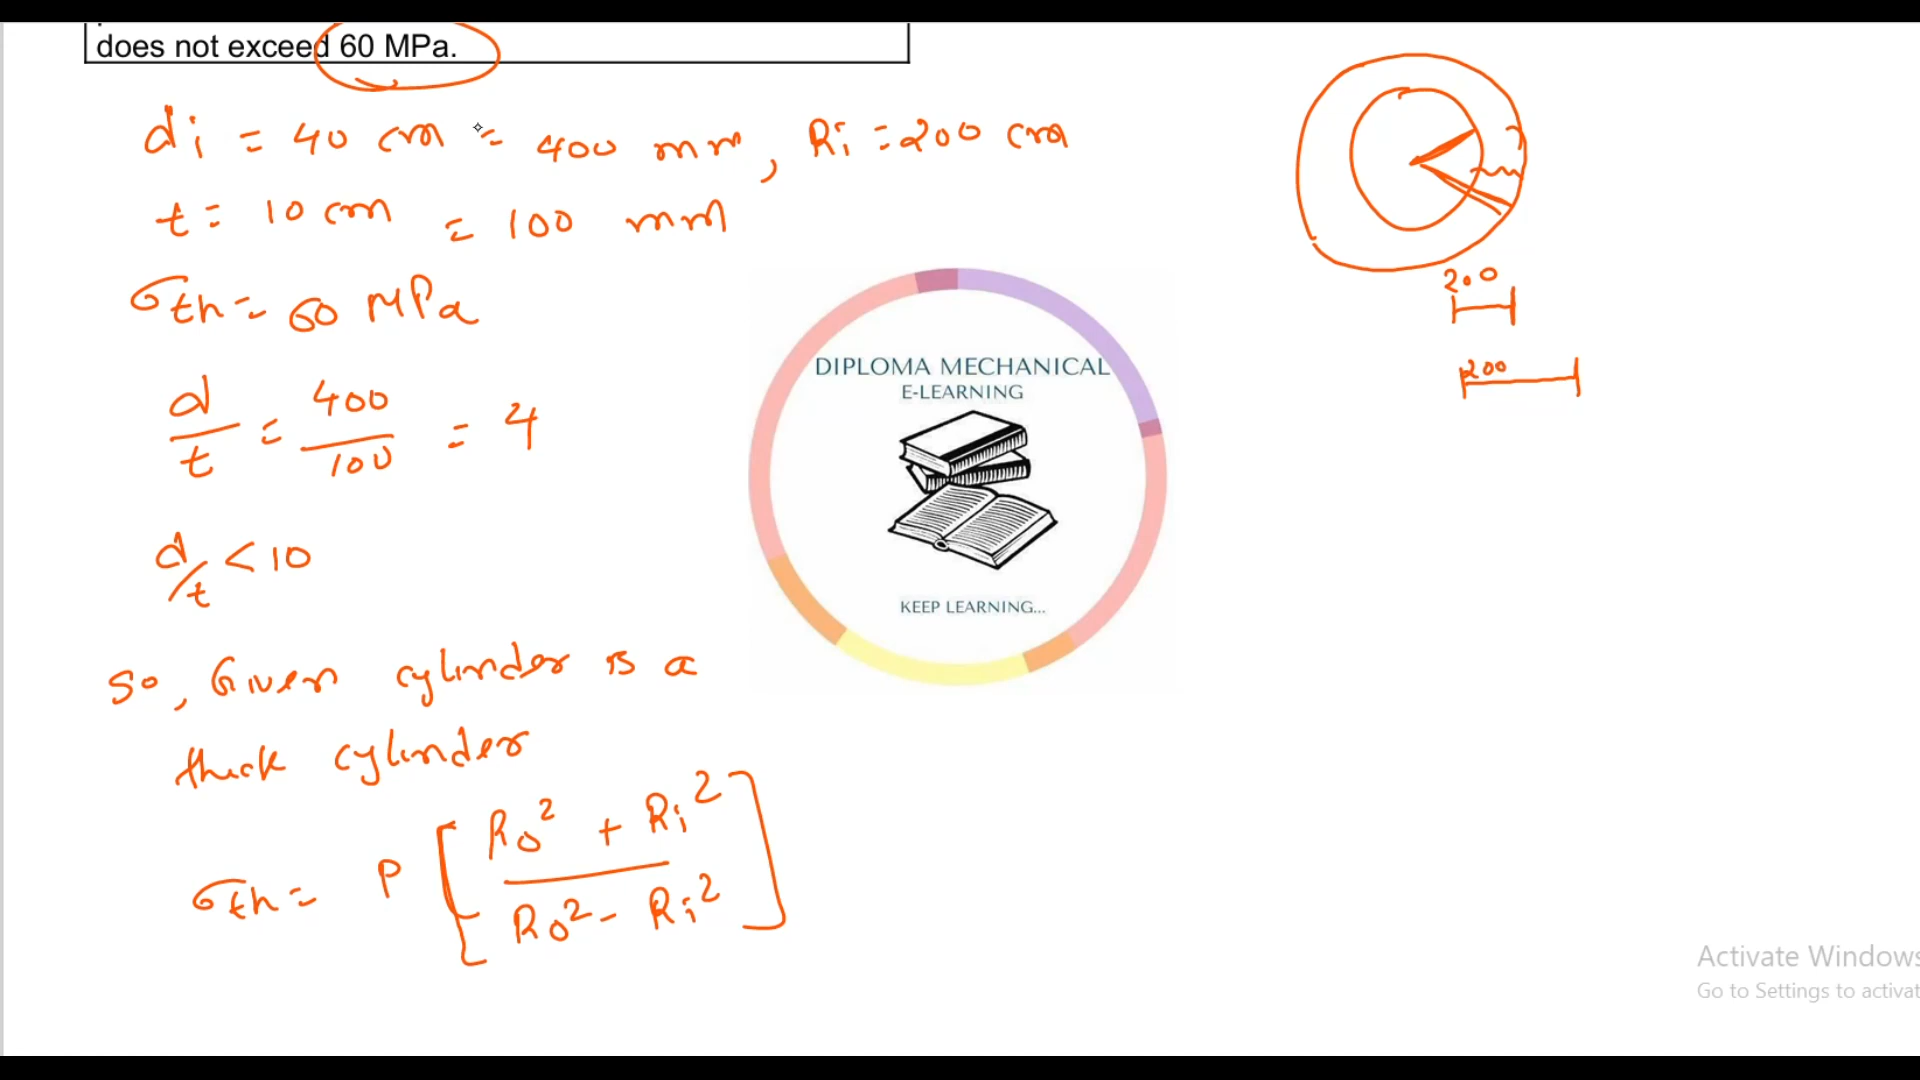 does not exceed 60 MPa.
di = 40 cm = 400 mm, Ri = 200 cm
t = 10 cm = 100 mm
σth = 60 MPa
200
200
d/t = 400/100 = 4
DIPLOMA MECHANICAL
E-LEARNING
KEEP LEARNING...
d/t < 10
So, Given cylinder is a
thick cylinder
σth = P [ Ro² + Ri² / Ro² - Ri² ]
Activate Windows
Go to Settings to activat